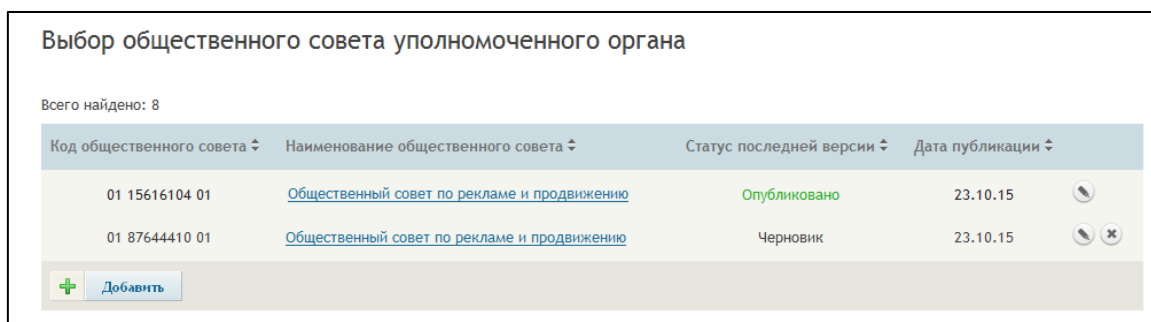 Выбор общественного совета уполномоченного органа
Всего найдено: 8
Код общественного совета Наименование общественного совета Статус последней версии Дата публикации
01 15616104 01 Общественный совет по рекламе и продвижению Опубликовано 23.10.15
01 87644410 01 Общественный совет по рекламе и продвижению Черновик 23.10.15
Добавить